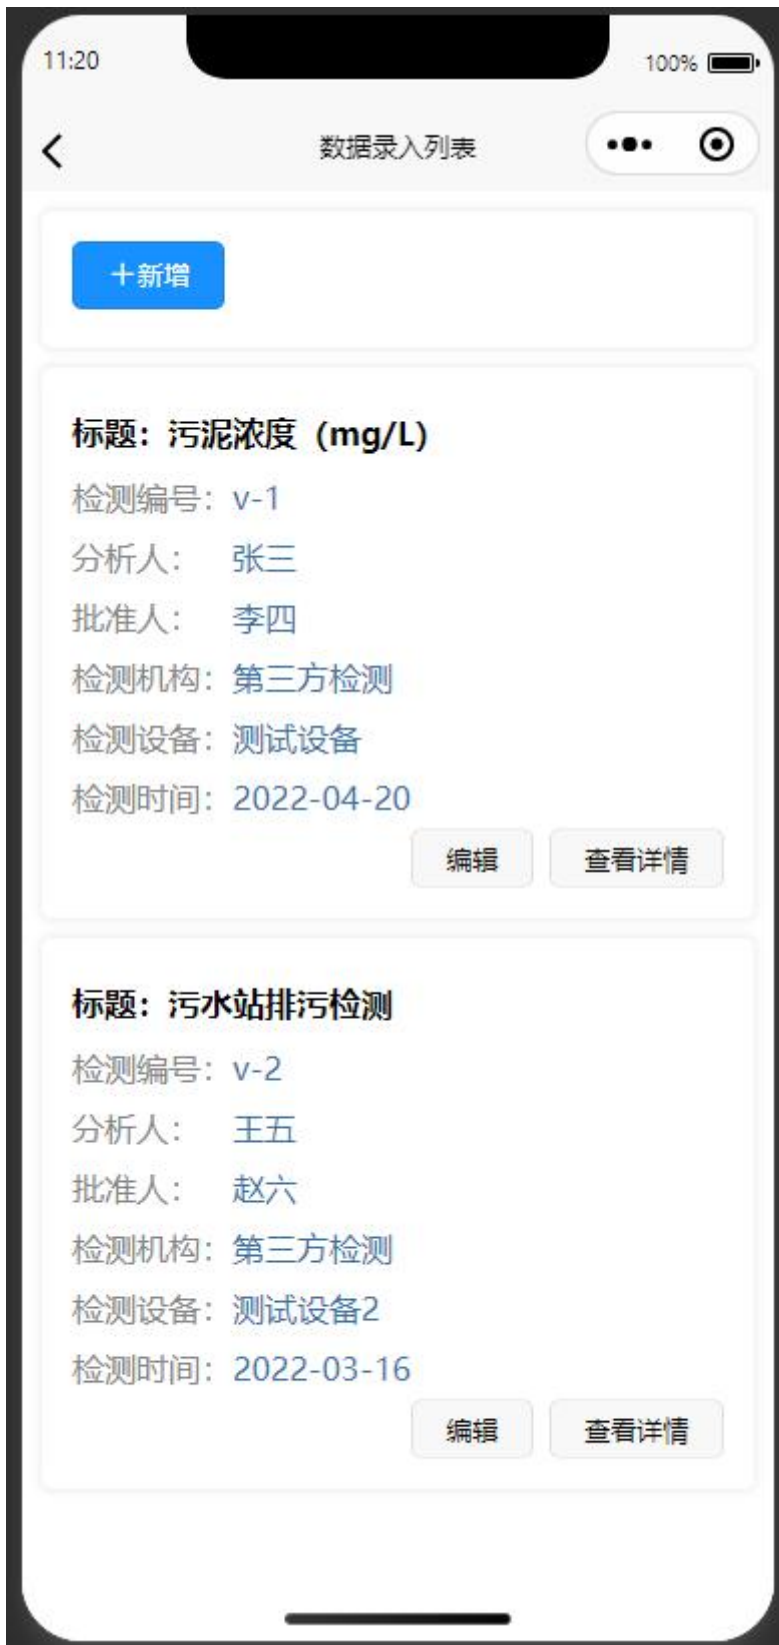 11:20
100%
数据录入列表
＋新增
标题：污泥浓度（mg/L）
检测编号：v-1
分析人：张三
批准人：李四
检测机构：第三方检测
检测设备：测试设备
检测时间：2022-04-20
编辑 查看详情
标题：污水站排污检测
检测编号：v-2
分析人：王五
批准人：赵六
检测机构：第三方检测
检测设备：测试设备2
检测时间：2022-03-16
编辑 查看详情